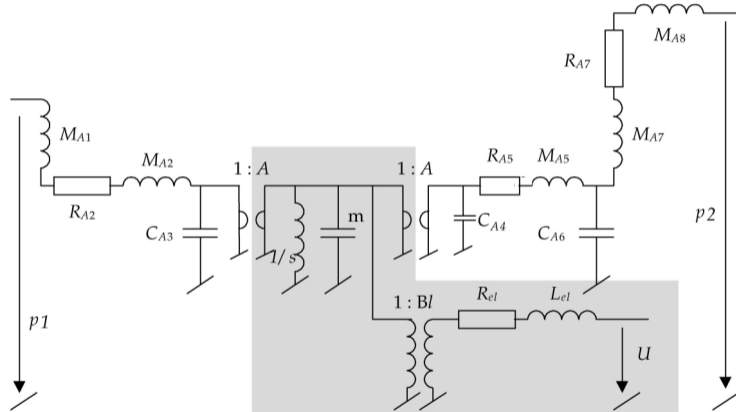 M_A8
R_A7
M_A1
M_A7
M_A2
1 : A
1 : A
R_A5
M_A5
R_A2
C_A3
m
C_A4
C_A6
p2
1/s
1 : Bl
R_el
L_el
p1
U